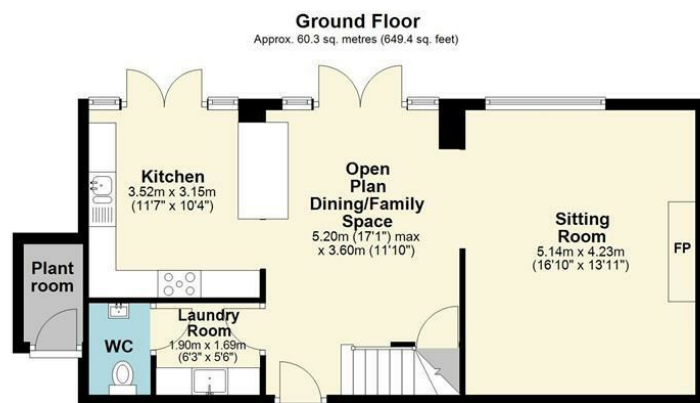 Ground Floor
Approx. 60.3 sq. metres (649.4 sq. feet)
Kitchen
3.52m x 3.15m
(11'7" x 10'4")
Open
Plan
Dining/Family
Space
5.20m (17'1") max
x 3.60m (11'10")
Sitting
Room
5.14m x 4.23m
(16'10" x 13'11")
FP
Plant
room
WC
Laundry
Room
1.90m x 1.69m
(6'3" x 5'6")